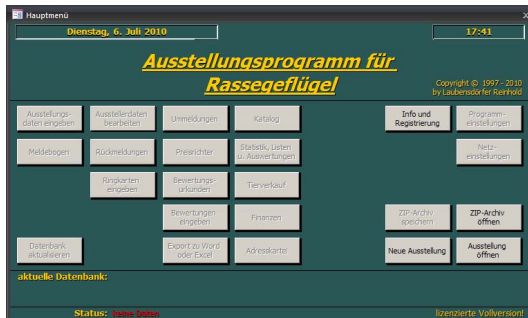 Hauptmenü
Dienstag, 6. Juli 2010
17:41
Ausstellungsprogramm für
Rassegeflügel
Copyright © 1997 - 2010
by Laubensdörfer Reinhold
Ausstellungs-
daten eingeben
Ausstellerdaten
bearbeiten
Ummeldungen
Katalog
Info und
Registrierung
Programm-
einstellungen
Meldebogen
Rückmeldungen
Preisrichter
Statistik, Listen
u. Auswertungen
Netz-
einstellungen
Ringkarten
eingeben
Bewertungs-
urkunden
Tierverkauf
Bewertungen
eingeben
Finanzen
ZIP-Archiv
speichern
ZIP-Archiv
öffnen
Datenbank
aktualisieren
Export zu Word
oder Excel
Adresskartei
Neue Ausstellung
Ausstellung
öffnen
aktuelle Datenbank:
Status: keine Daten
lizenzierte Vollversion!